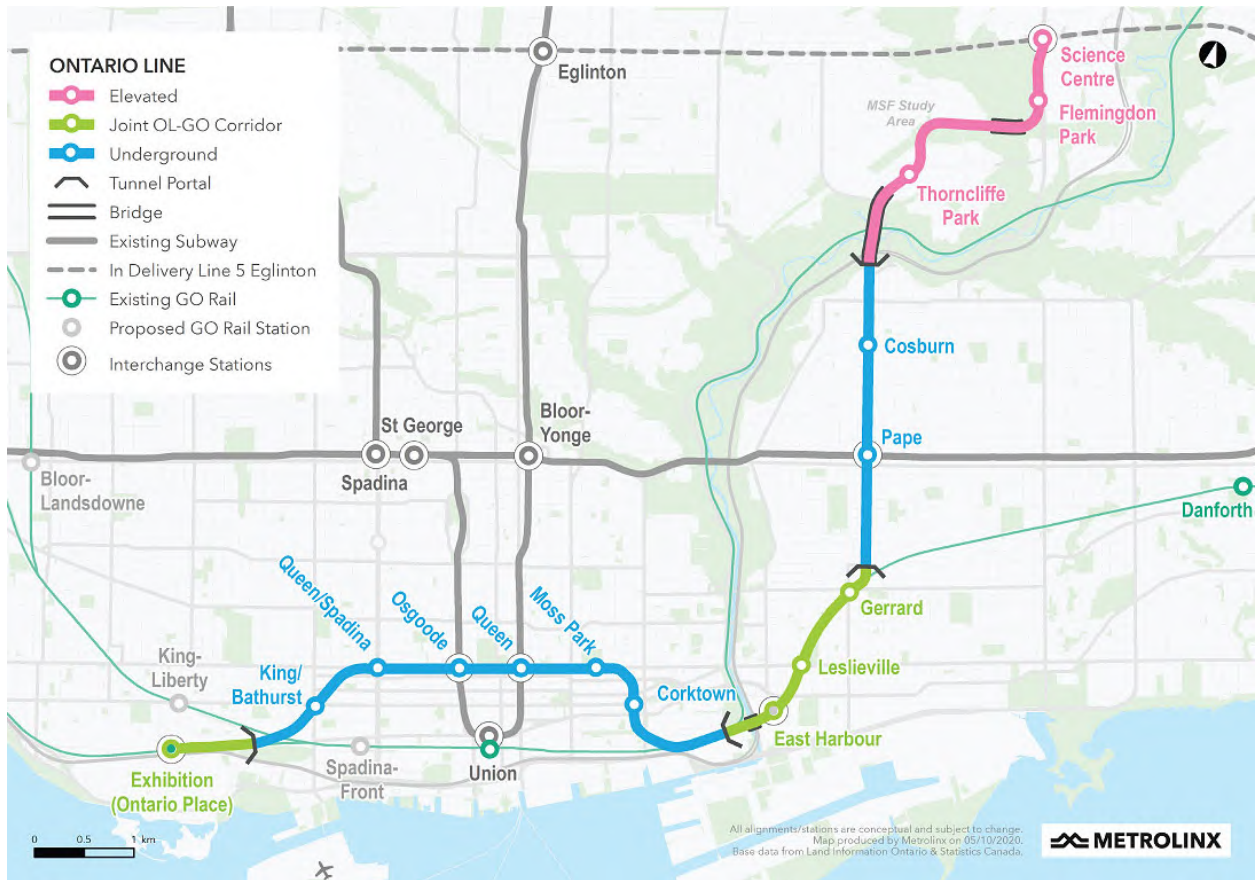 ONTARIO LINE
Elevated
Joint OL-GO Corridor
Underground
Tunnel Portal
Bridge
Existing Subway
In Delivery Line 5 Eglinton
Existing GO Rail
Proposed GO Rail Station
Interchange Stations
Eglinton
Science
Centre
MSF Study
Area
Flemingdon
Park
Thorncliffe
Park
Cosburn
St George
Bloor-
Yonge
Pape
Spadina
Bloor-
Landsdowne
Danforth
Queen/Spadina
Osgoode
Queen
Moss Park
Gerrard
King-
Liberty
King/
Bathurst
Leslieville
Corktown
East Harbour
Exhibition
(Ontario Place)
Spadina-
Front
Union
0 0.5 1 km
All alignments/stations are conceptual and subject to change.
Map produced by Metrolinx on 05/10/2020.
Base data from Land Information Ontario & Statistics Canada.
METROLINX